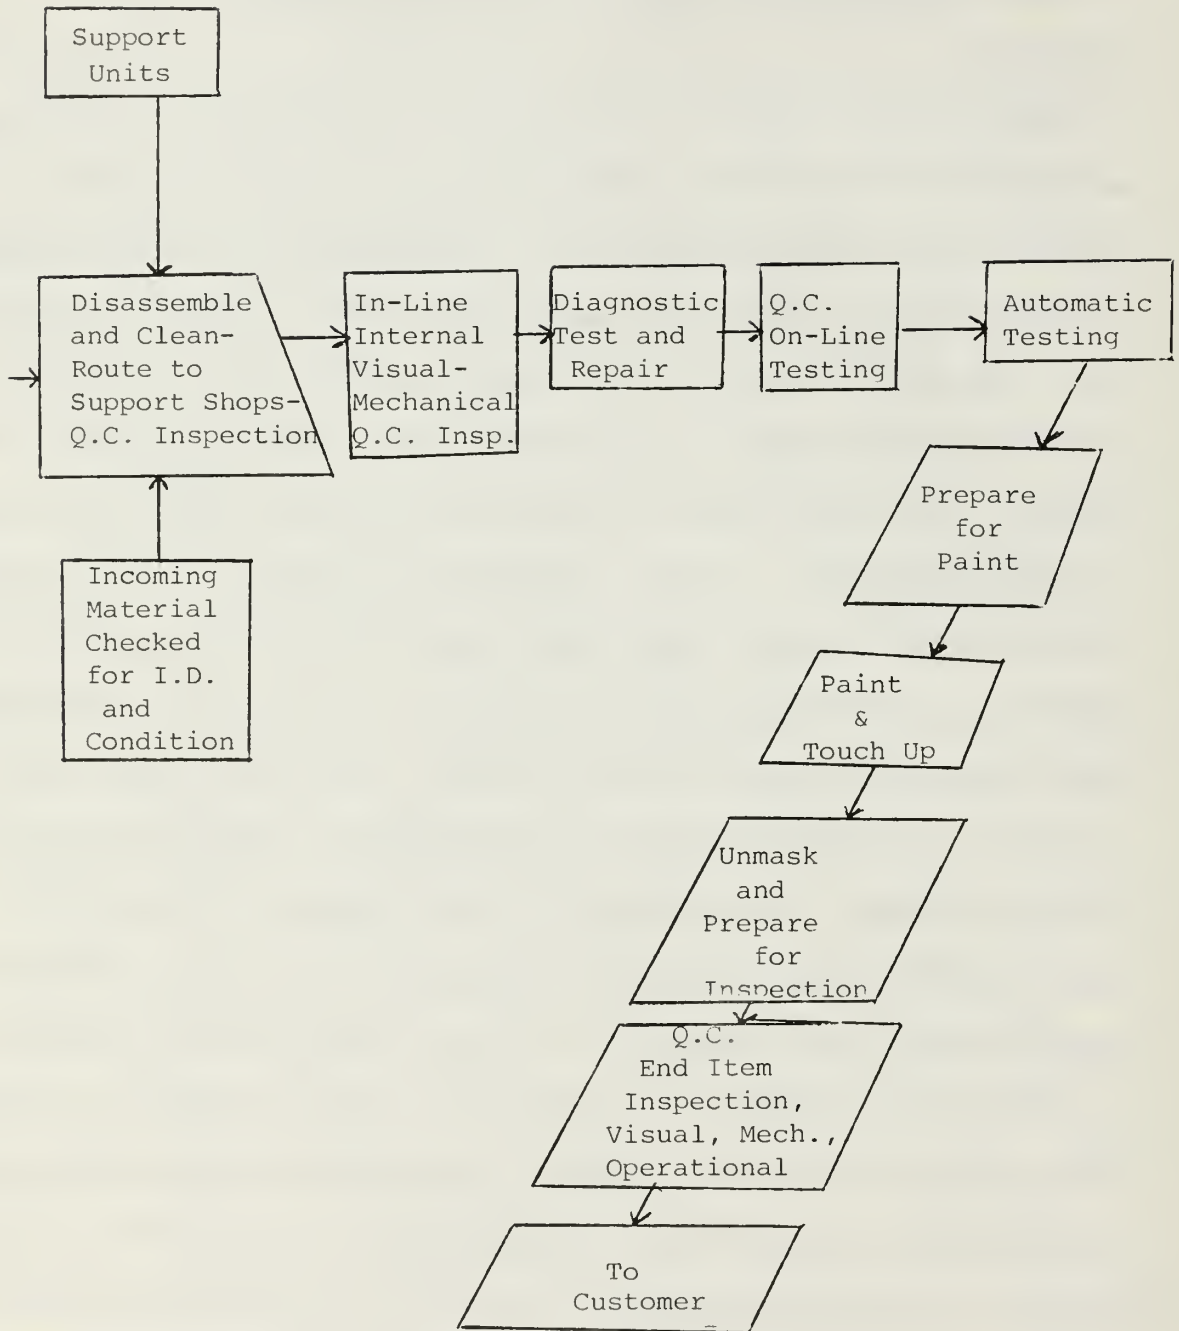 Support
Units
Disassemble
and Clean-
Route to
Support Shops-
Q.C. Inspection
In-Line
Internal
Visual-
Mechanical
Q.C. Insp.
Diagnostic
Test and
Repair
Q.C.
On-Line
Testing
Automatic
Testing
Incoming
Material
Checked
for I.D.
and
Condition
Prepare
for
Paint
Paint
&
Touch Up
Unmask
and
Prepare
for
Inspection
Q.C.
End Item
Inspection,
Visual, Mech.,
Operational
To
Customer